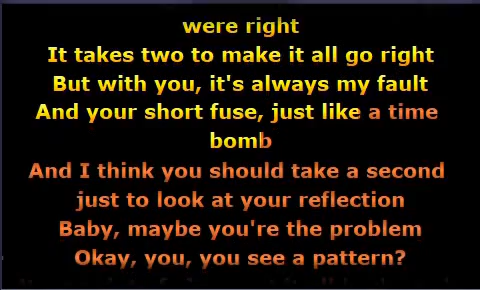 were right
It takes two to make it all go right
But with you, it's always my fault
And your short fuse, just like a time
bomb
And I think you should take a second
just to look at your reflection
Baby, maybe you're the problem
Okay, you, you see a pattern?